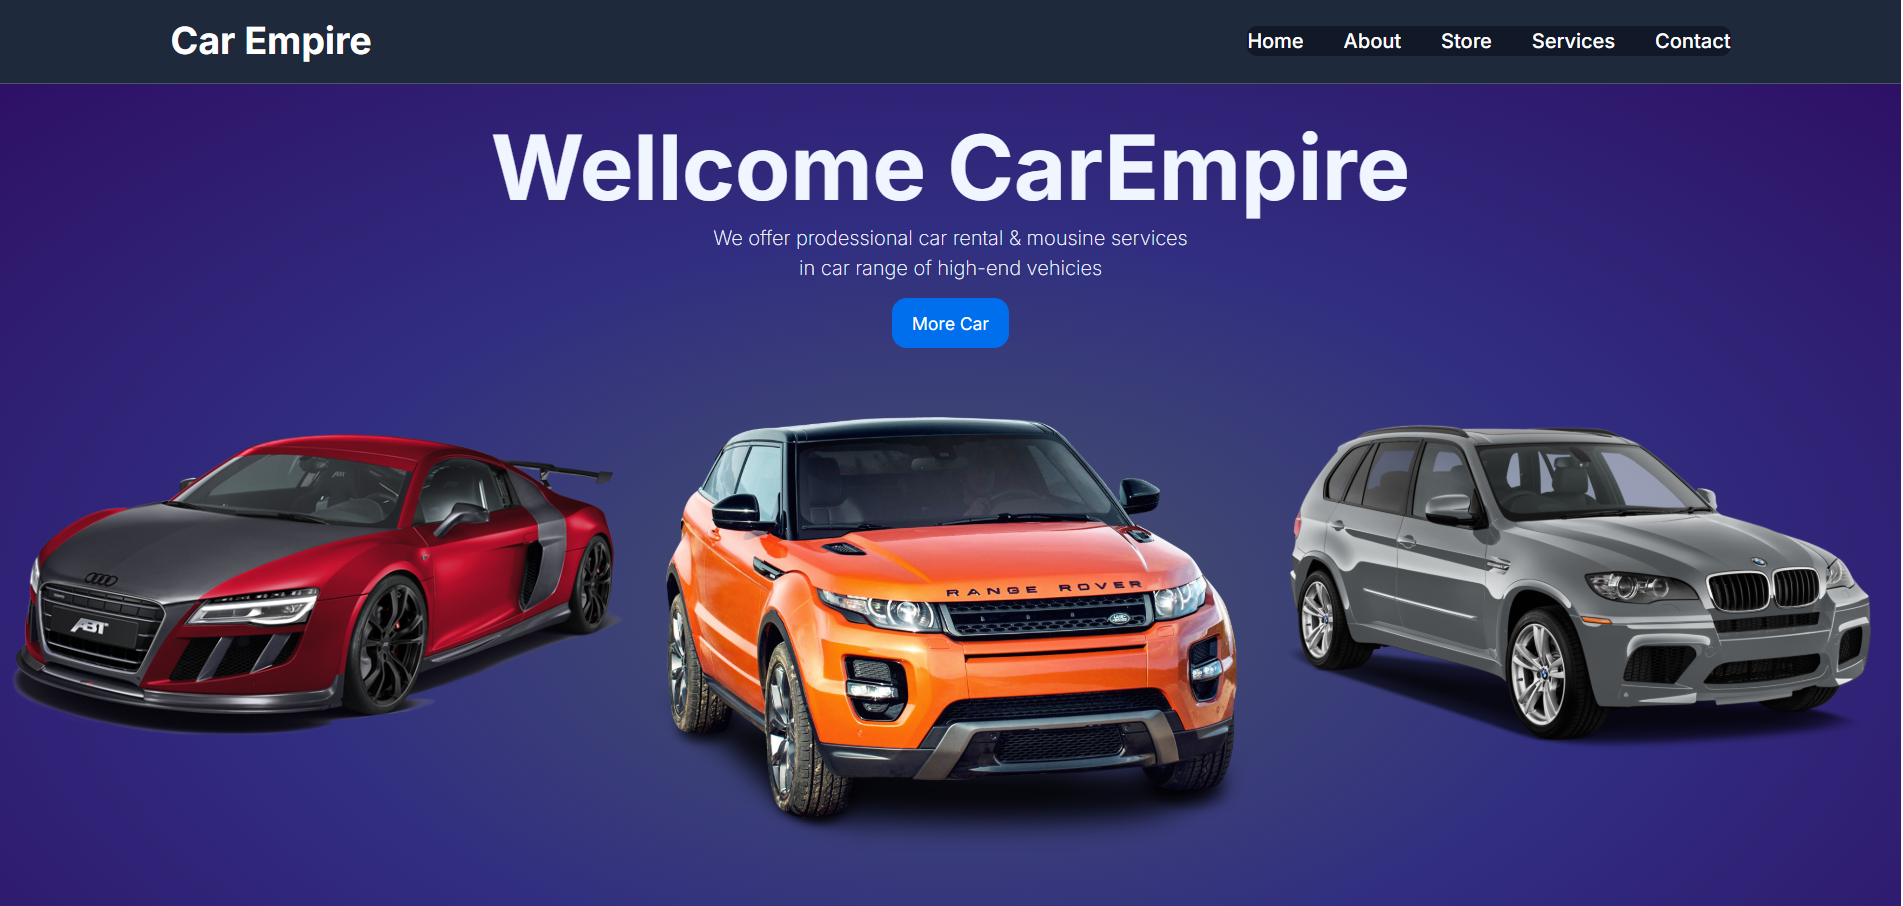 Car Empire
Home About Store Services Contact
Wellcome CarEmpire
We offer prodessional car rental & mousine services
in car range of high-end vehicies
More Car
ABT
RANGE ROVER